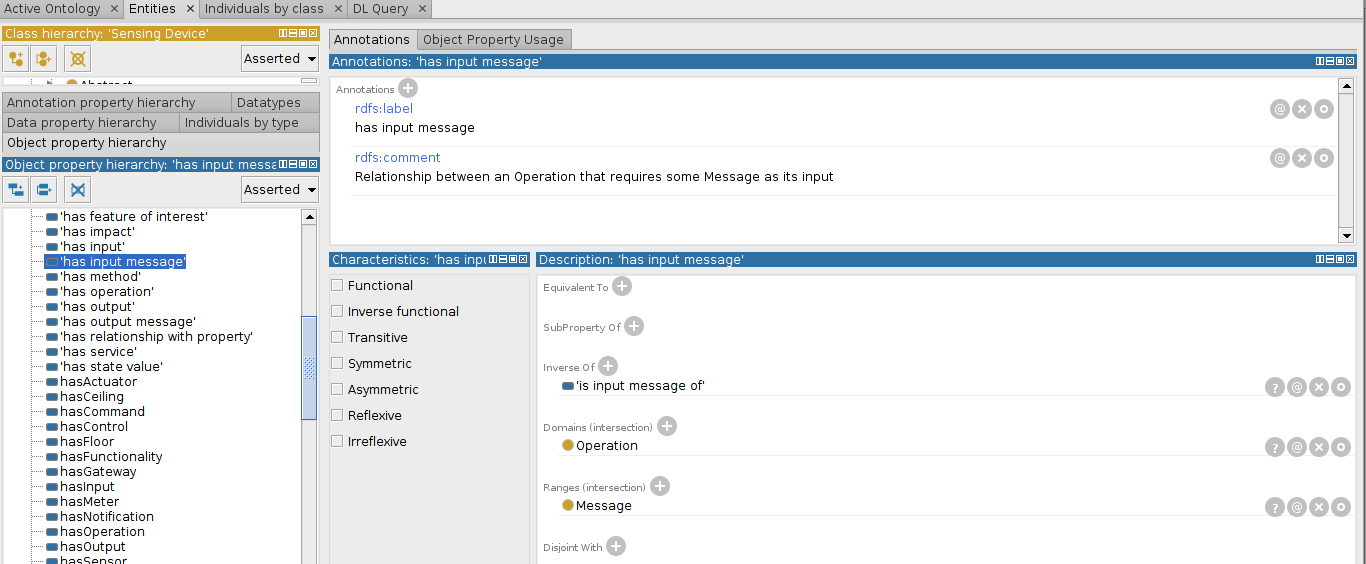 Active Ontology × Entities × Individuals by class × DL Query ×
Class hierarchy: 'Sensing Device'
Asserted
Abstract
Annotation property hierarchy Datatypes
Data property hierarchy Individuals by type
Object property hierarchy
Object property hierarchy: 'has input messa
Asserted
'has feature of interest'
'has impact'
'has input'
'has input message'
'has method'
'has operation'
'has output'
'has output message'
'has relationship with property'
'has service'
'has state value'
hasActuator
hasCeiling
hasCommand
hasControl
hasFloor
hasFunctionality
hasGateway
hasInput
hasMeter
hasNotification
hasOperation
hasOutput
hasSensor
Annotations Object Property Usage
Annotations: 'has input message'
Annotations
rdfs:label
has input message
rdfs:comment
Relationship between an Operation that requires some Message as its input
Characteristics: 'has inpu
Functional
Inverse functional
Transitive
Symmetric
Asymmetric
Reflexive
Irreflexive
Description: 'has input message'
Equivalent To
SubProperty Of
Inverse Of
'is input message of'
Domains (intersection)
Operation
Ranges (intersection)
Message
Disjoint With